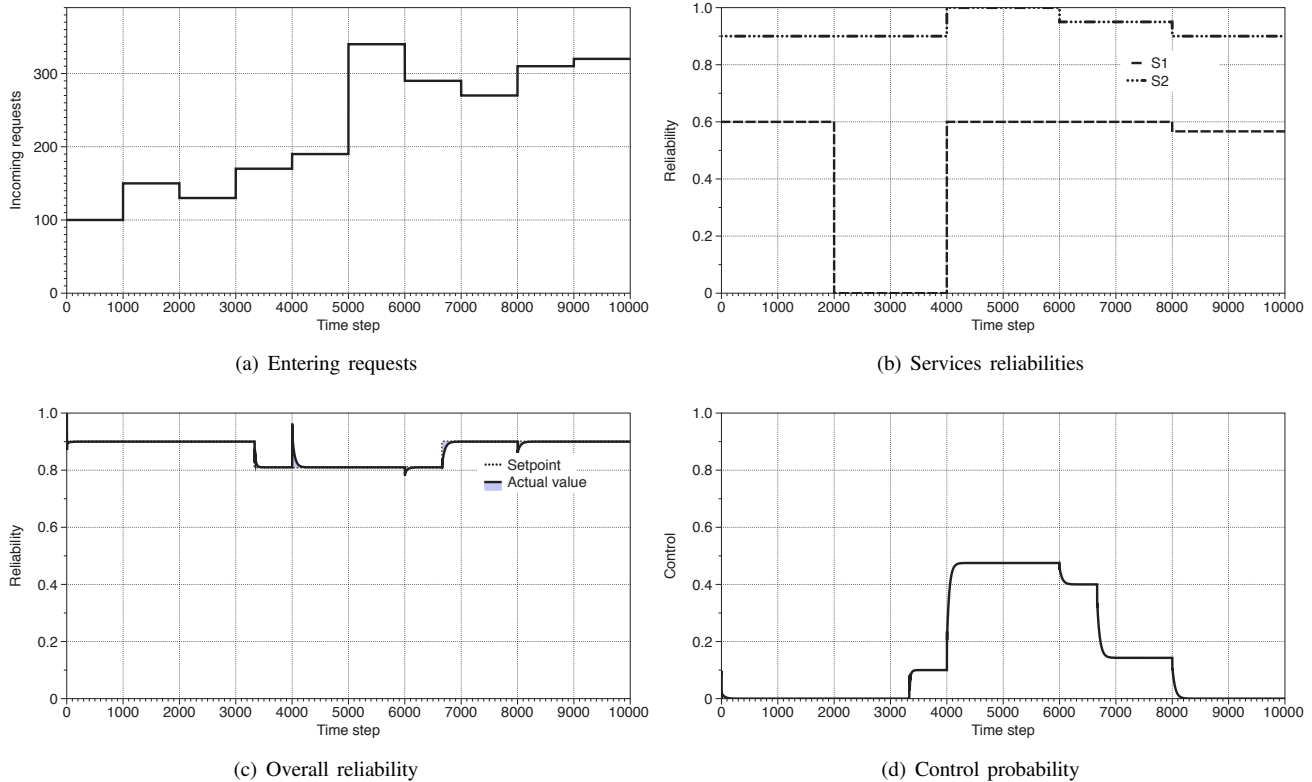 300
200
100
0
Incoming requests
0 1000 2000 3000 4000 5000 6000 7000 8000 9000 10000
Time step
(a) Entering requests
1.0
0.8
0.6
0.4
0.2
0
Reliability
S1
S2
0 1000 2000 3000 4000 5000 6000 7000 8000 9000 10000
Time step
(b) Services reliabilities
1.0
0.8
0.6
0.4
0.2
0
Reliability
Setpoint
Actual value
0 1000 2000 3000 4000 5000 6000 7000 8000 9000 10000
Time step
(c) Overall reliability
1.0
0.8
0.6
0.4
0.2
0
Control
0 1000 2000 3000 4000 5000 6000 7000 8000 9000 10000
Time step
(d) Control probability